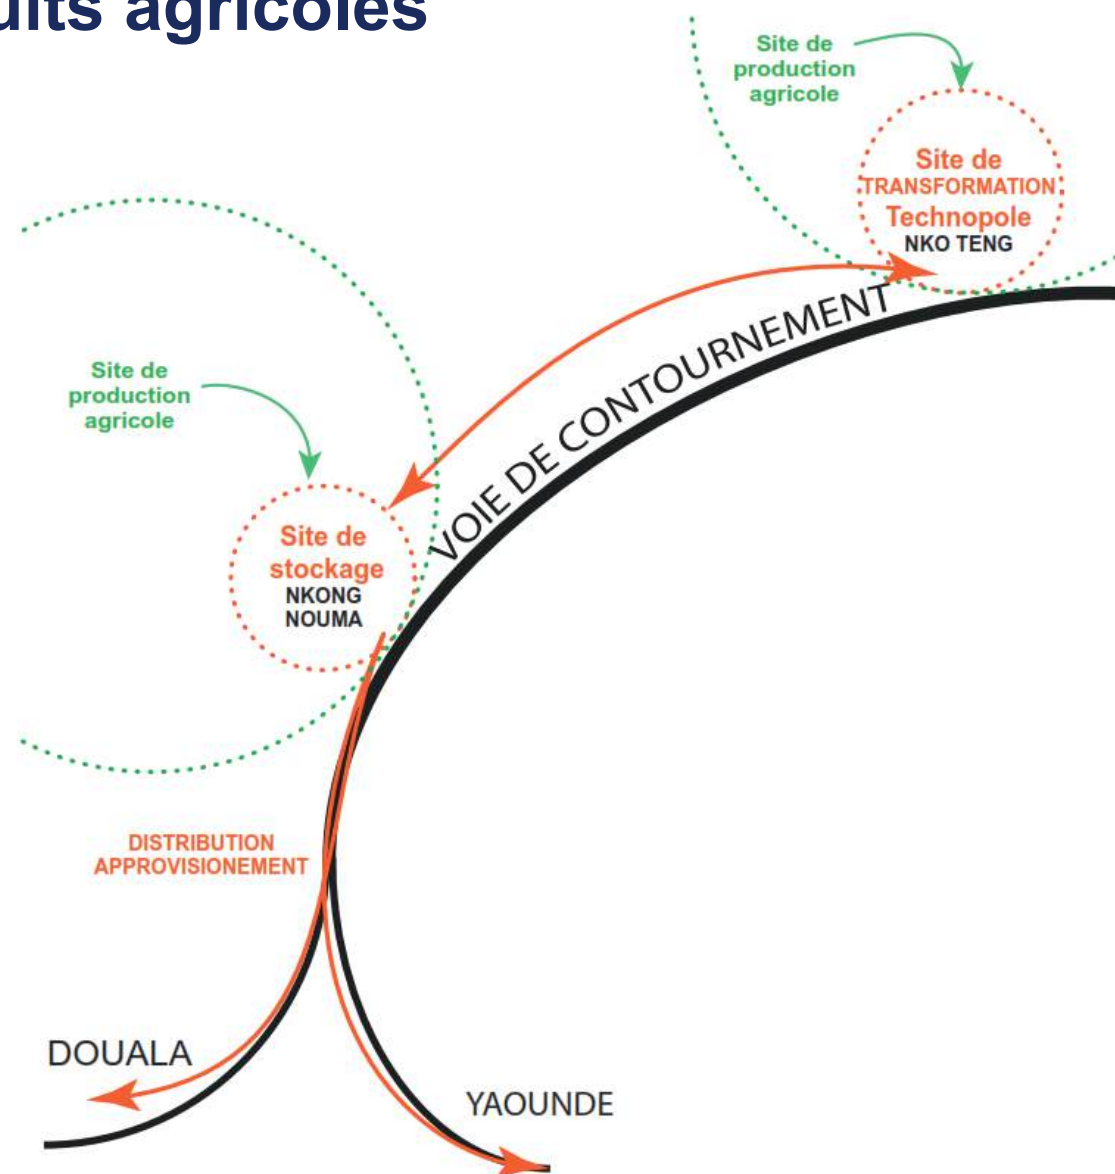 uits agricoles
Site de
production
agricole
Site de
TRANSFORMATION
Technopole
NKO TENG
VOIE DE CONTOURNEMENT
Site de
production
agricole
Site de
stockage
NKONG
NOUMA
DISTRIBUTION
APPROVISIONEMENT
DOUALA
YAOUNDE